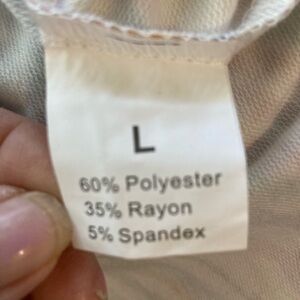 L
60% Polyester
35% Rayon
5% Spandex